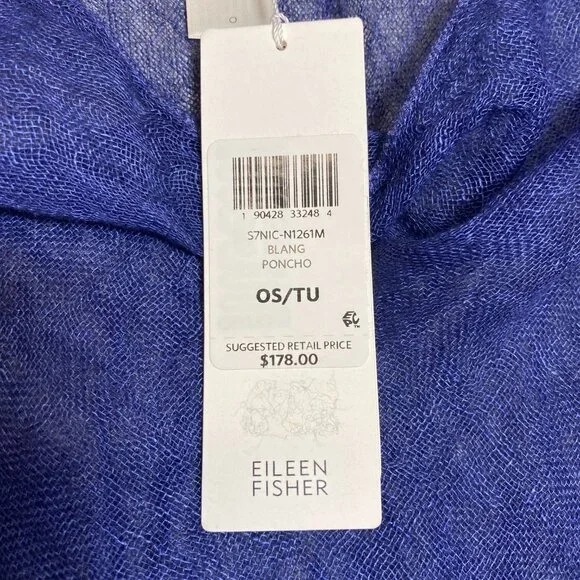 1 90428 33248 4
S7NIC-N1261M
BLANG
PONCHO
OS/TU
SUGGESTED RETAIL PRICE
$178.00
EILEEN
FISHER